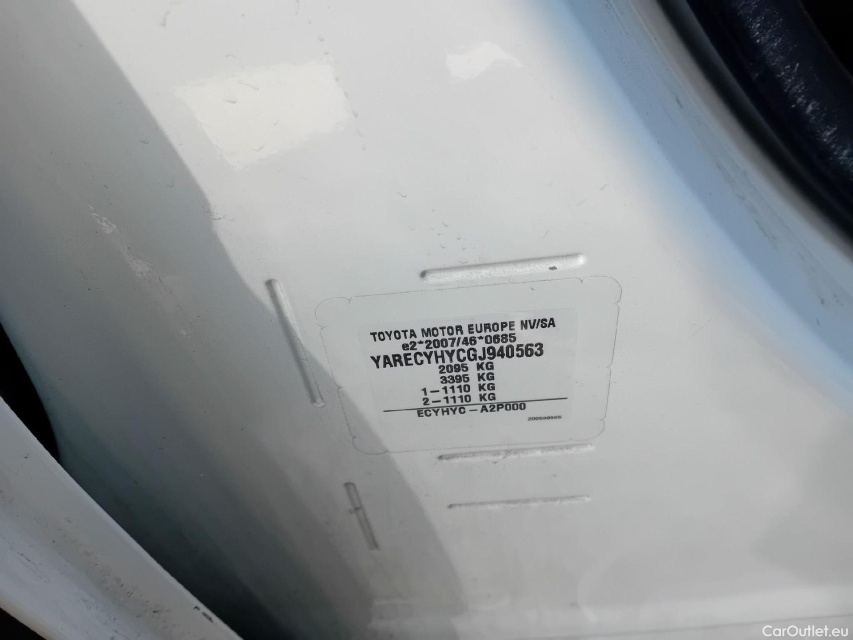 TOYOTA MOTOR EUROPE NV/SA
e2*2007/46*0685
YARECYHYCGJ940563
2095 KG
3395 KG
1-1110 KG
2-1110 KG
ECYHYC-A2P000
CarOutlet.eu